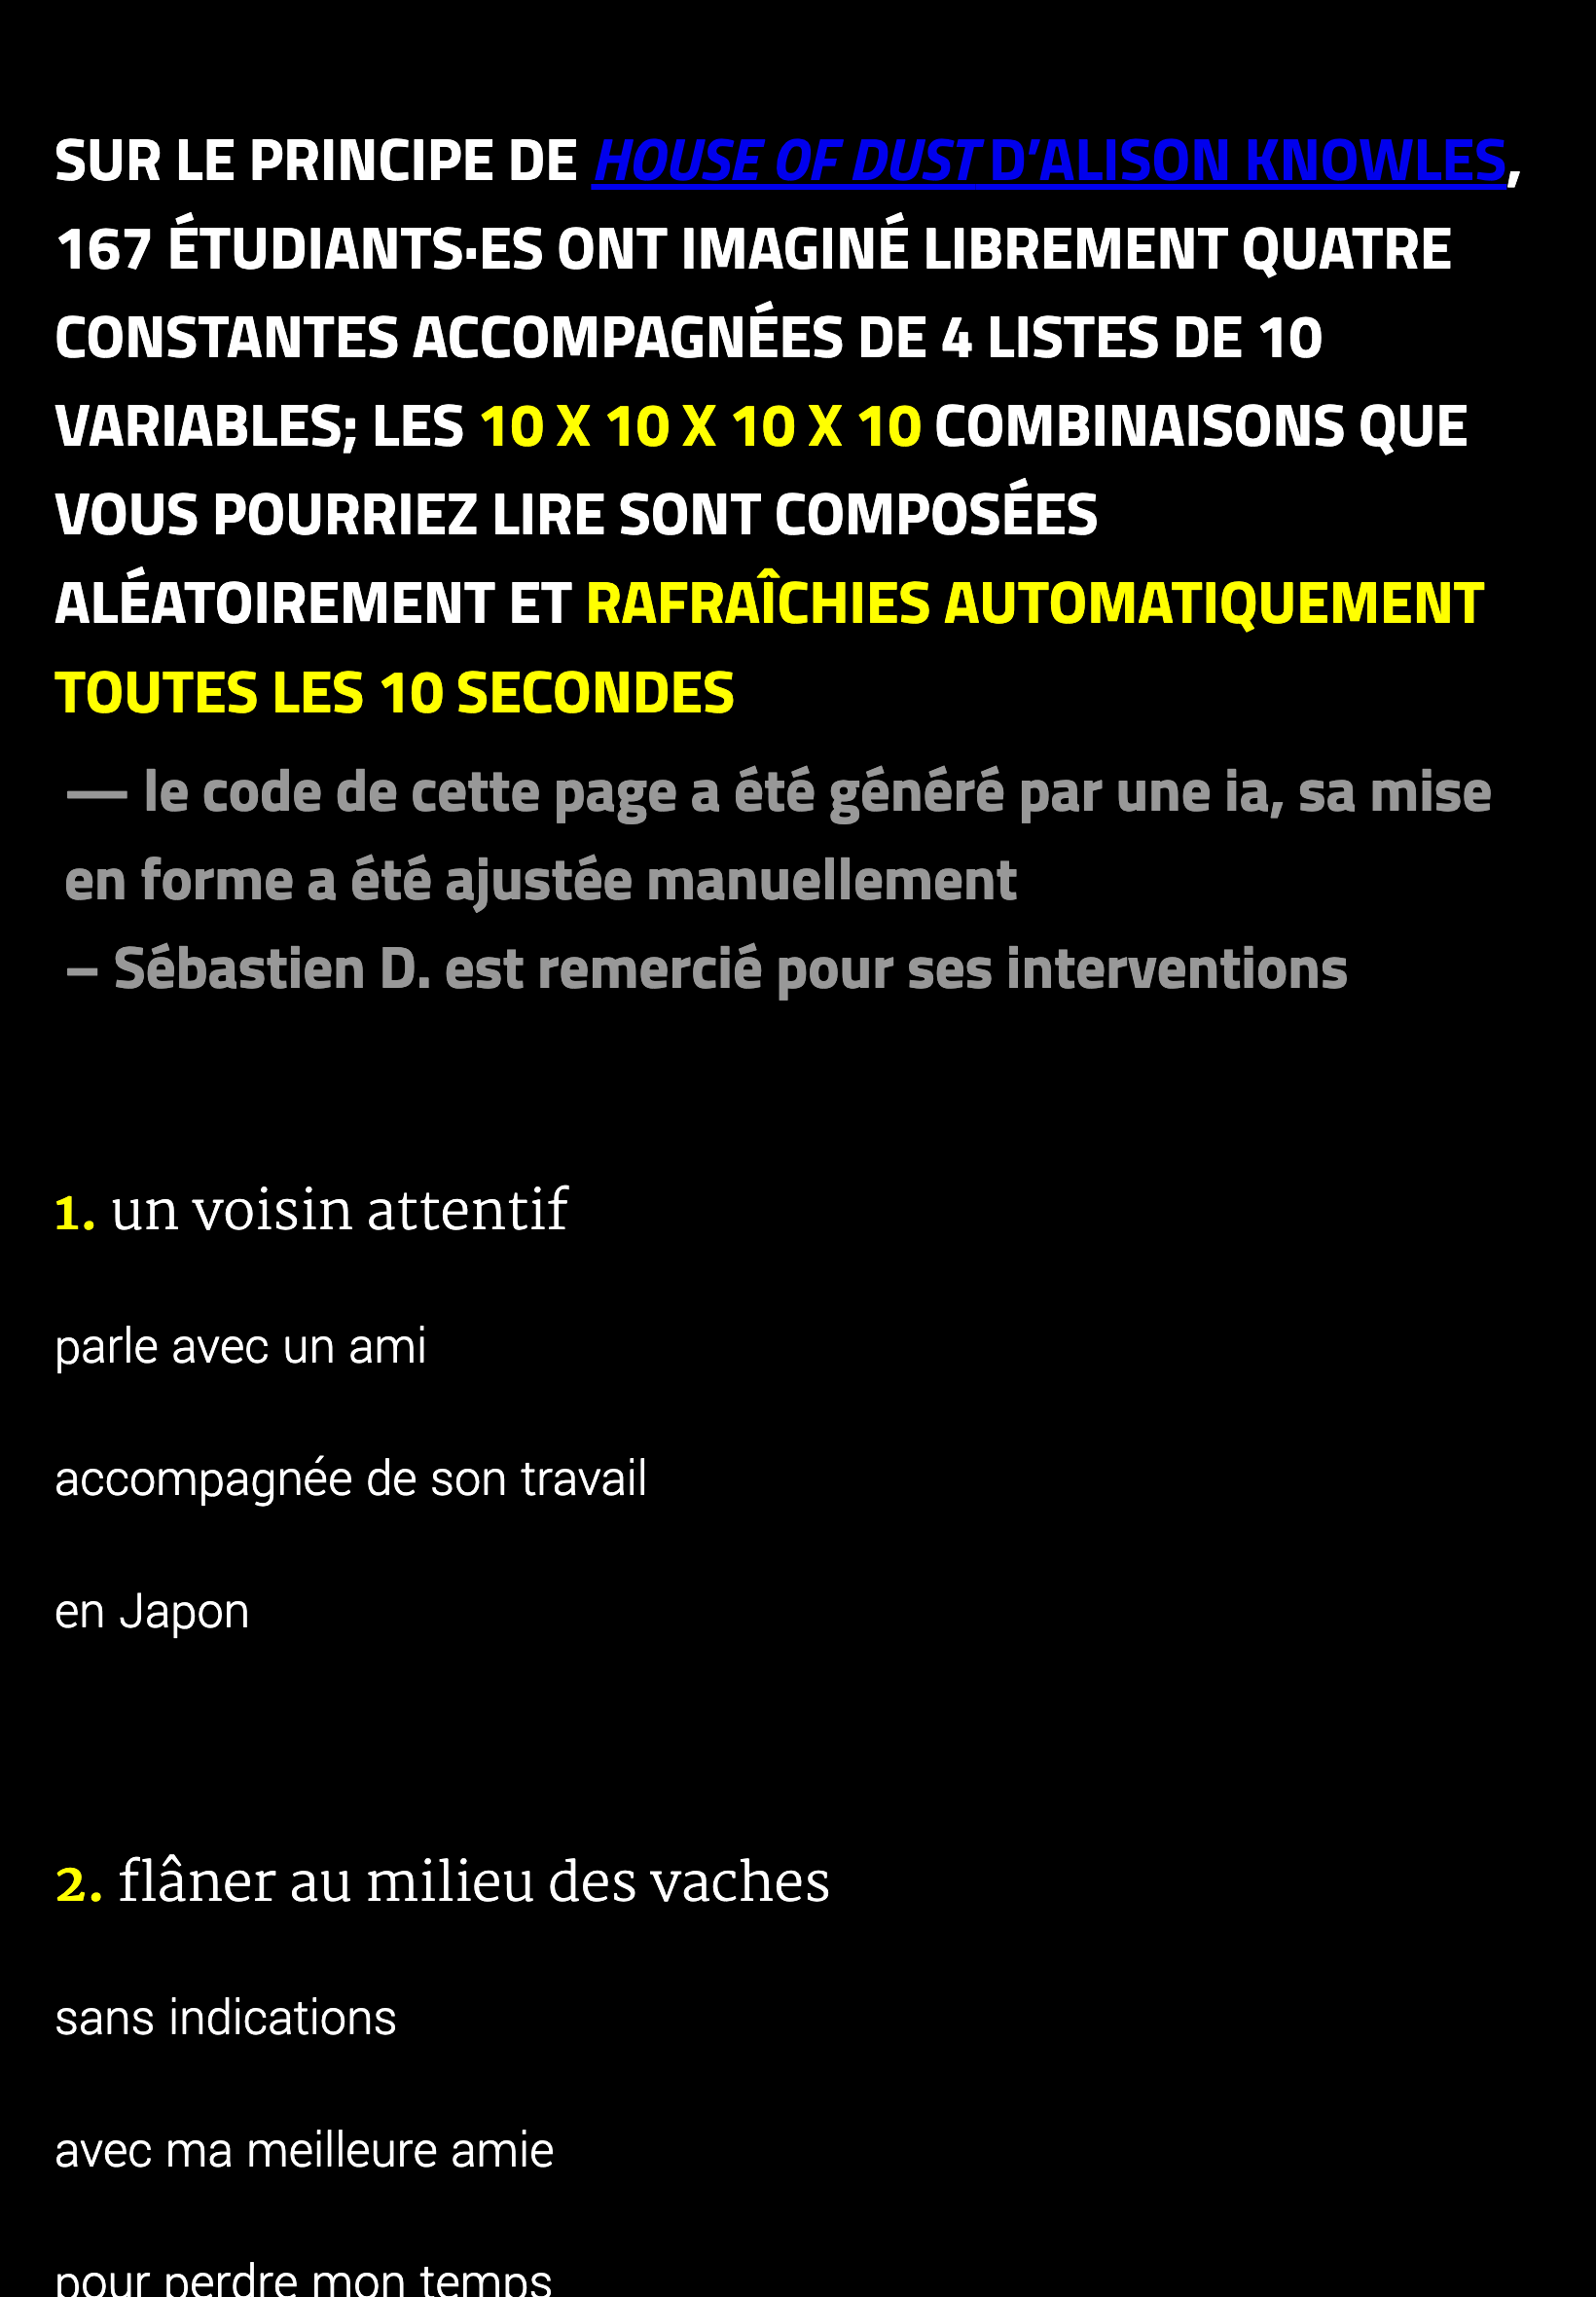 SUR LE PRINCIPE DE HOUSE OF DUST D'ALISON KNOWLES,
167 ÉTUDIANTS·ES ONT IMAGINÉ LIBREMENT QUATRE
CONSTANTES ACCOMPAGNÉES DE 4 LISTES DE 10
VARIABLES; LES 10 X 10 X 10 X 10 COMBINAISONS QUE
VOUS POURRIEZ LIRE SONT COMPOSÉES
ALÉATOIREMENT ET RAFRAÎCHIES AUTOMATIQUEMENT
TOUTES LES 10 SECONDES
— le code de cette page a été généré par une ia, sa mise
en forme a été ajustée manuellement
– Sébastien D. est remercié pour ses interventions
1. un voisin attentif
parle avec un ami
accompagnée de son travail
en Japon
2. flâner au milieu des vaches
sans indications
avec ma meilleure amie
pour perdre mon temps